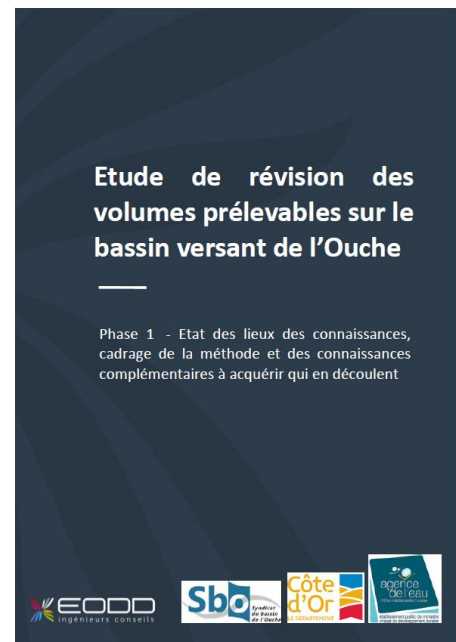 Etude de révision des
volumes prélevables sur le
bassin versant de l'Ouche
Phase 1 - Etat des lieux des connaissances,
cadrage de la méthode et des connaissances
complémentaires à acquérir qui en découlent
EODD
ingénieurs conseils
Sbo
Syndicat
du bassin
de l'Ouche
Côte
d'Or
LE DÉPARTEMENT
agence
de l'eau